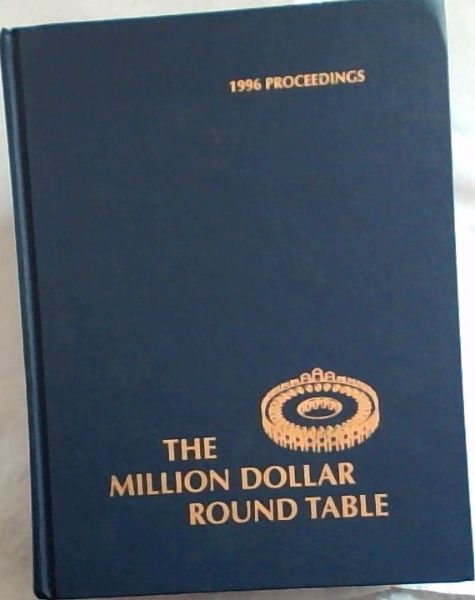 1996 PROCEEDINGS
THE
MILLION DOLLAR
ROUND TABLE